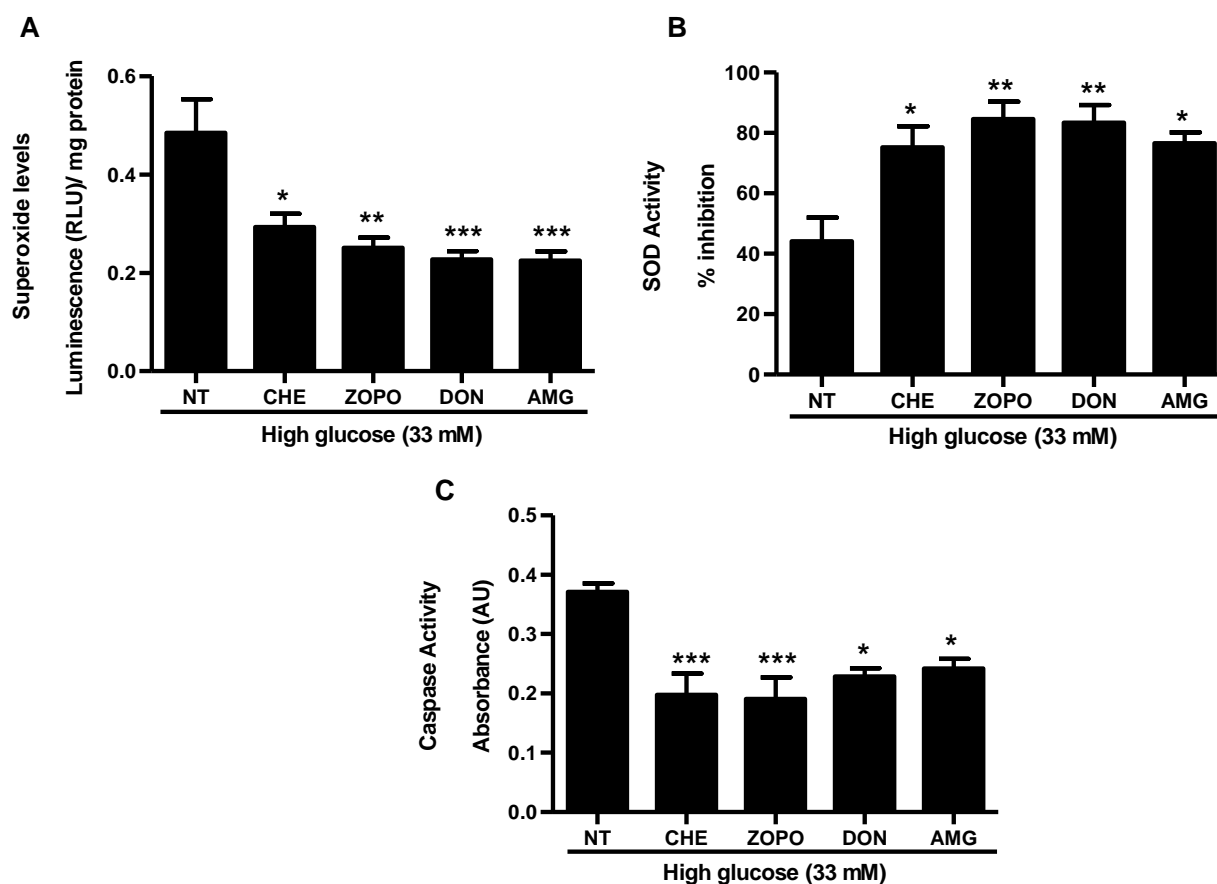 A
Superoxide levels
Luminescence (RLU)/ mg protein
0.6
0.4
0.2
0.0
*
**
***
***
NT CHE ZOPO DON AMG
High glucose (33 mM)
B
SOD Activity
% inhibition
100
80
60
40
20
0
*
**
**
*
NT CHE ZOPO DON AMG
High glucose (33 mM)
C
Caspase Activity
Absorbance (AU)
0.5
0.4
0.3
0.2
0.1
0.0
***
***
*
*
NT CHE ZOPO DON AMG
High glucose (33 mM)